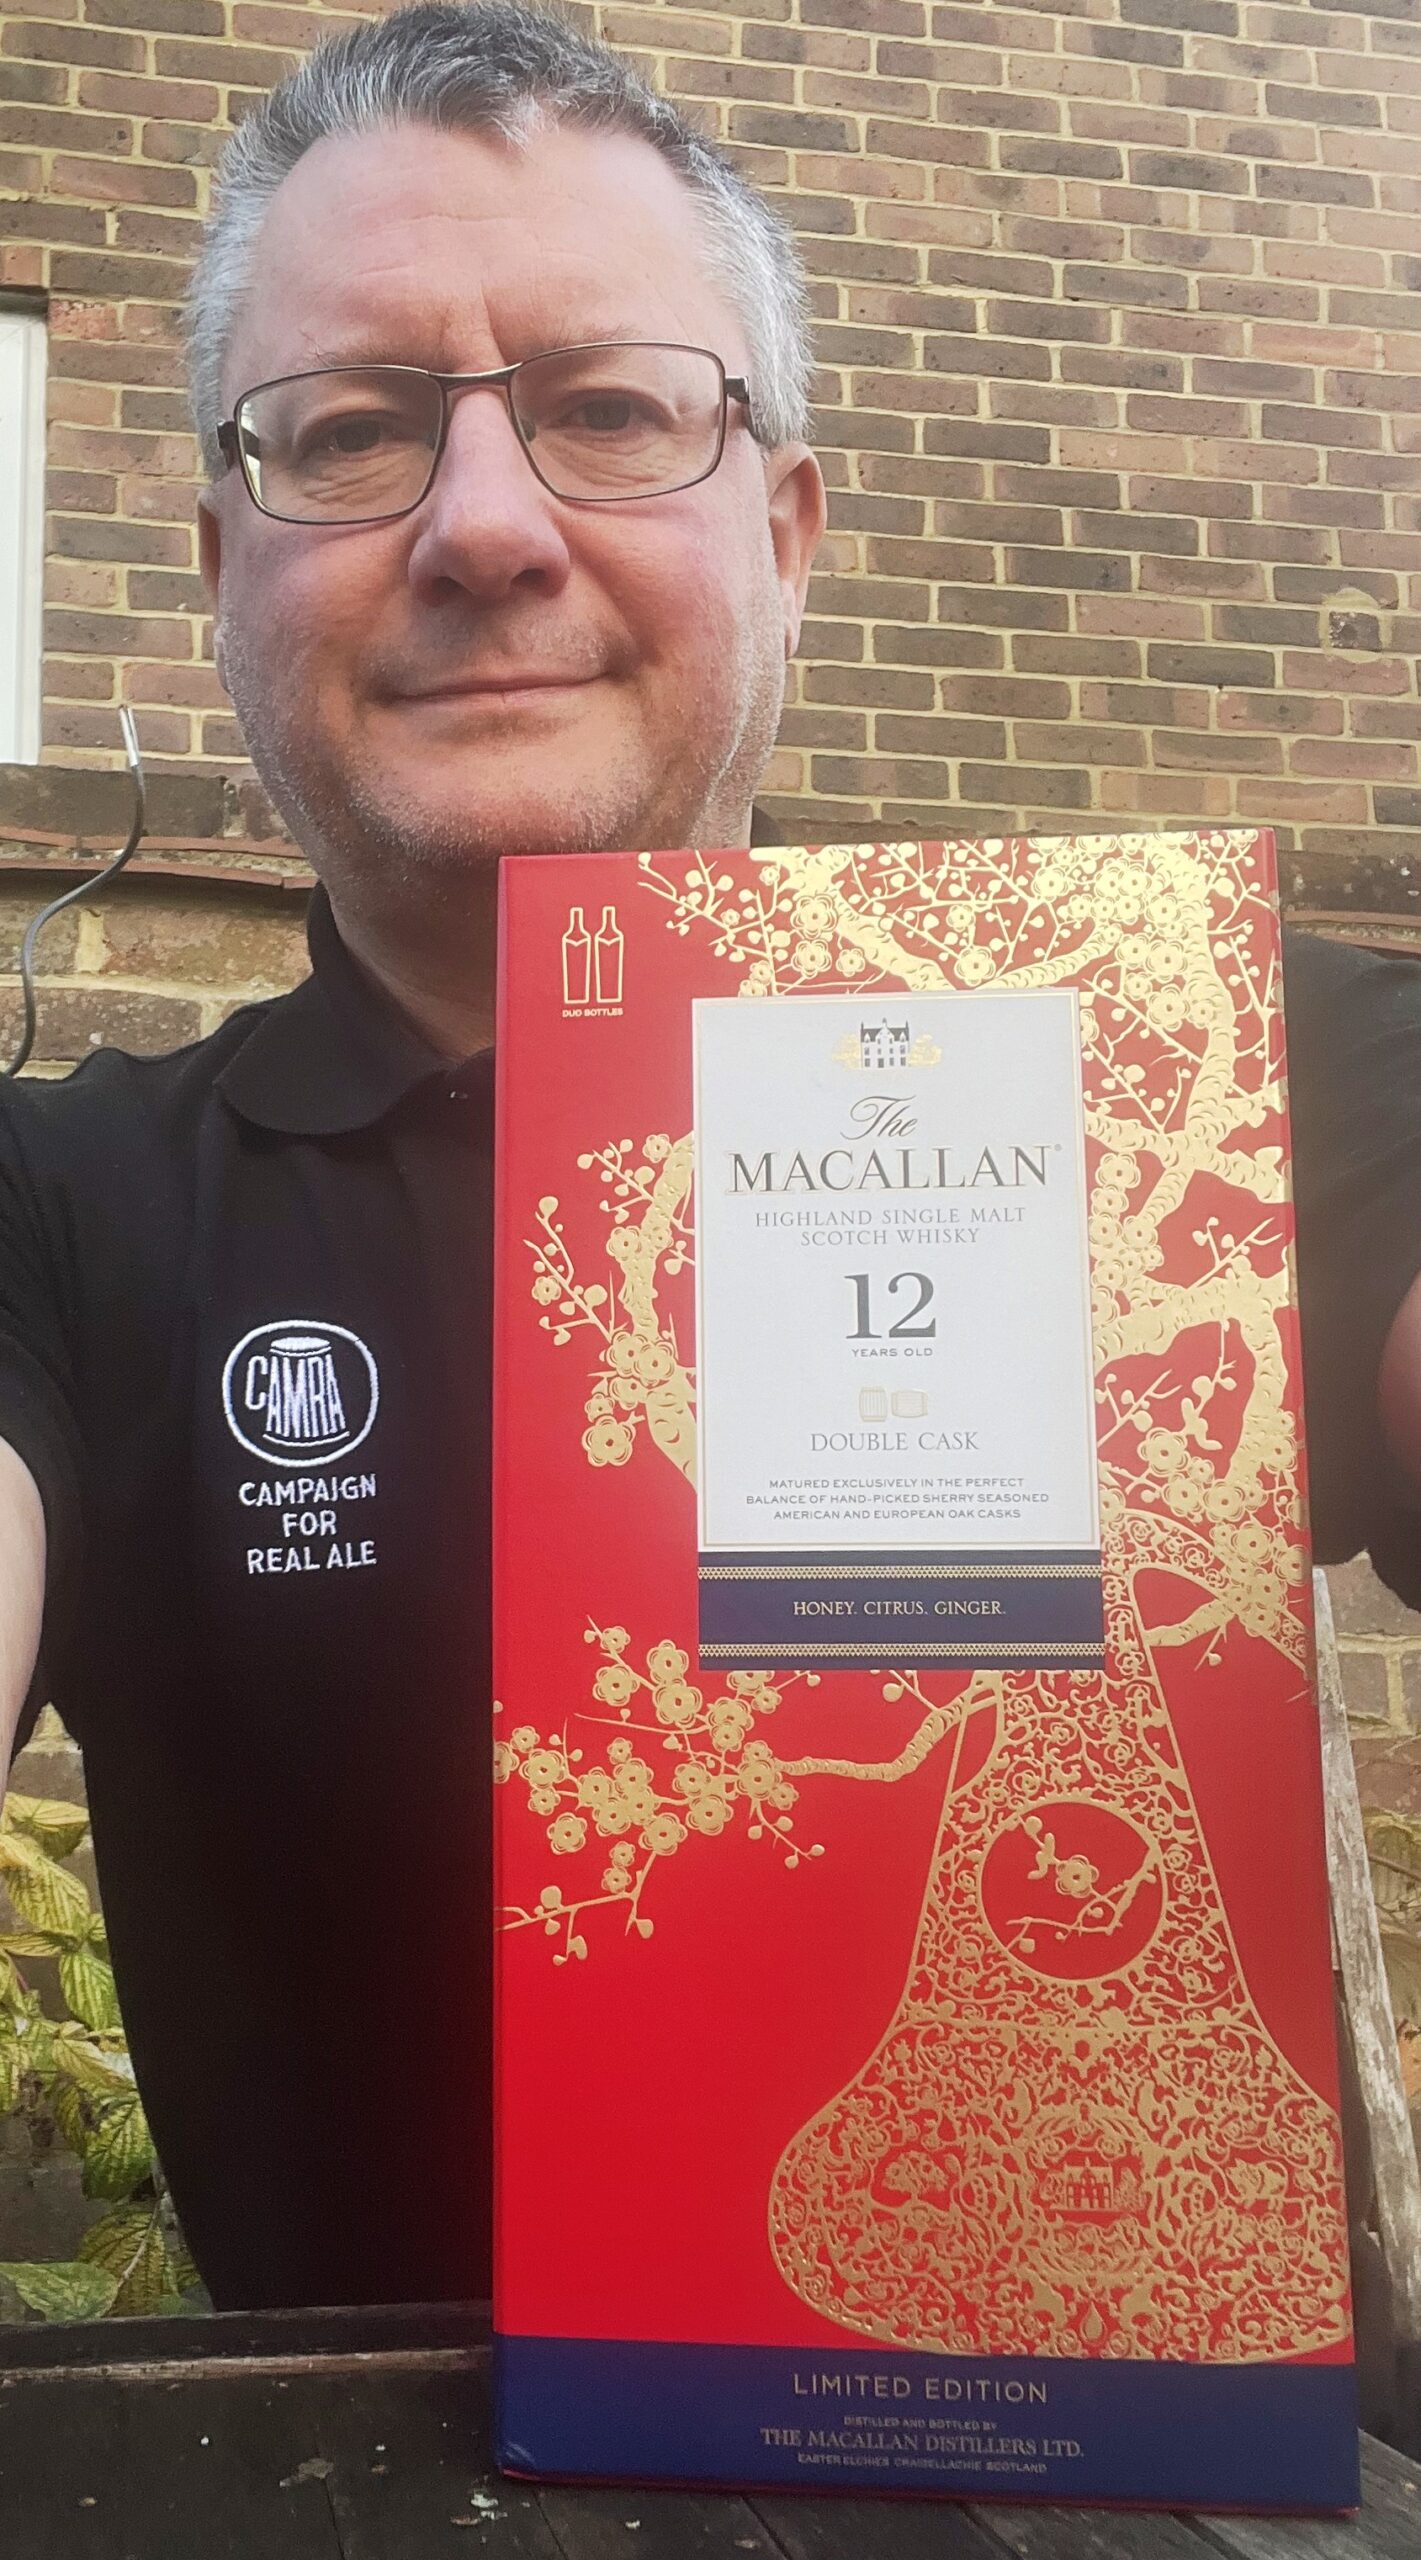 CAMRA
CAMPAIGN
FOR
REAL ALE
DUO BOTTLES
The
MACALLAN®
HIGHLAND SINGLE MALT
SCOTCH WHISKY
12
YEARS OLD
DOUBLE CASK
MATURED EXCLUSIVELY IN THE PERFECT
BALANCE OF HAND-PICKED SHERRY SEASONED
AMERICAN AND EUROPEAN OAK CASKS
HONEY. CITRUS. GINGER.
LIMITED EDITION
DISTILLED AND BOTTLED BY
THE MACALLAN DISTILLERS LTD.
EASTER ELCHIES CRAIGELLACHIE SCOTLAND